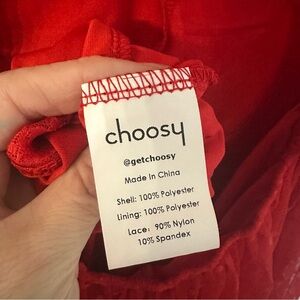 choosy
@getchoosy
Made In China
Shell: 100% Polyester
Lining: 100% Polyester
Lace: 90% Nylon
10% Spandex